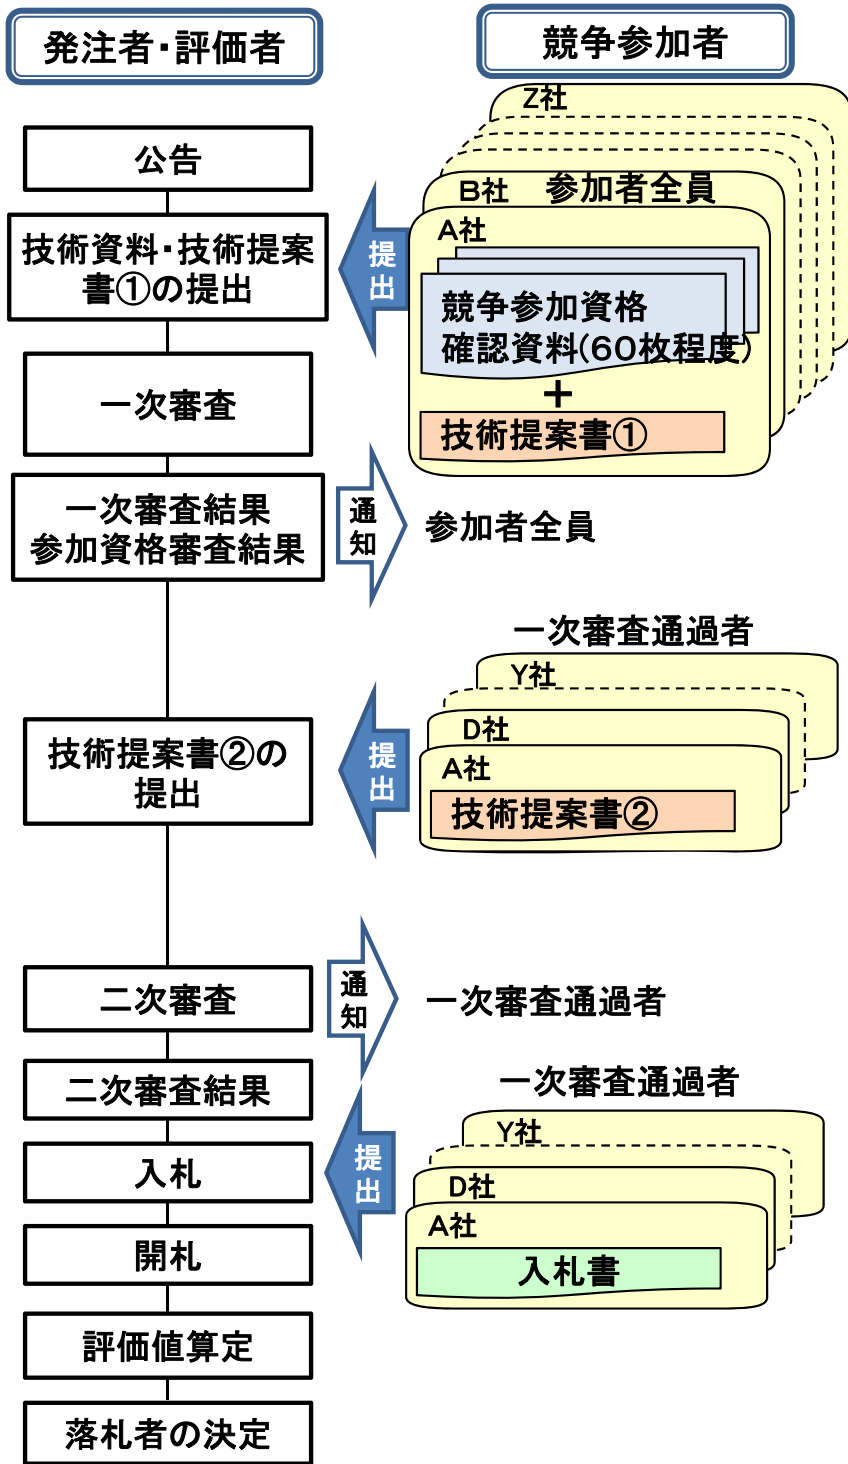 発注者・評価者
競争参加者
公告
技術資料・技術提案
書①の提出
一次審査
一次審査結果
参加資格審査結果
技術提案書②の
提出
二次審査
二次審査結果
入札
開札
評価値算定
落札者の決定
提出
Z社
B社
参加者全員
A社
競争参加資格
確認資料(60枚程度)
+
技術提案書①
通知
参加者全員
一次審査通過者
提出
Y社
D社
A社
技術提案書②
通知
一次審査通過者
一次審査通過者
提出
Y社
D社
A社
入札書